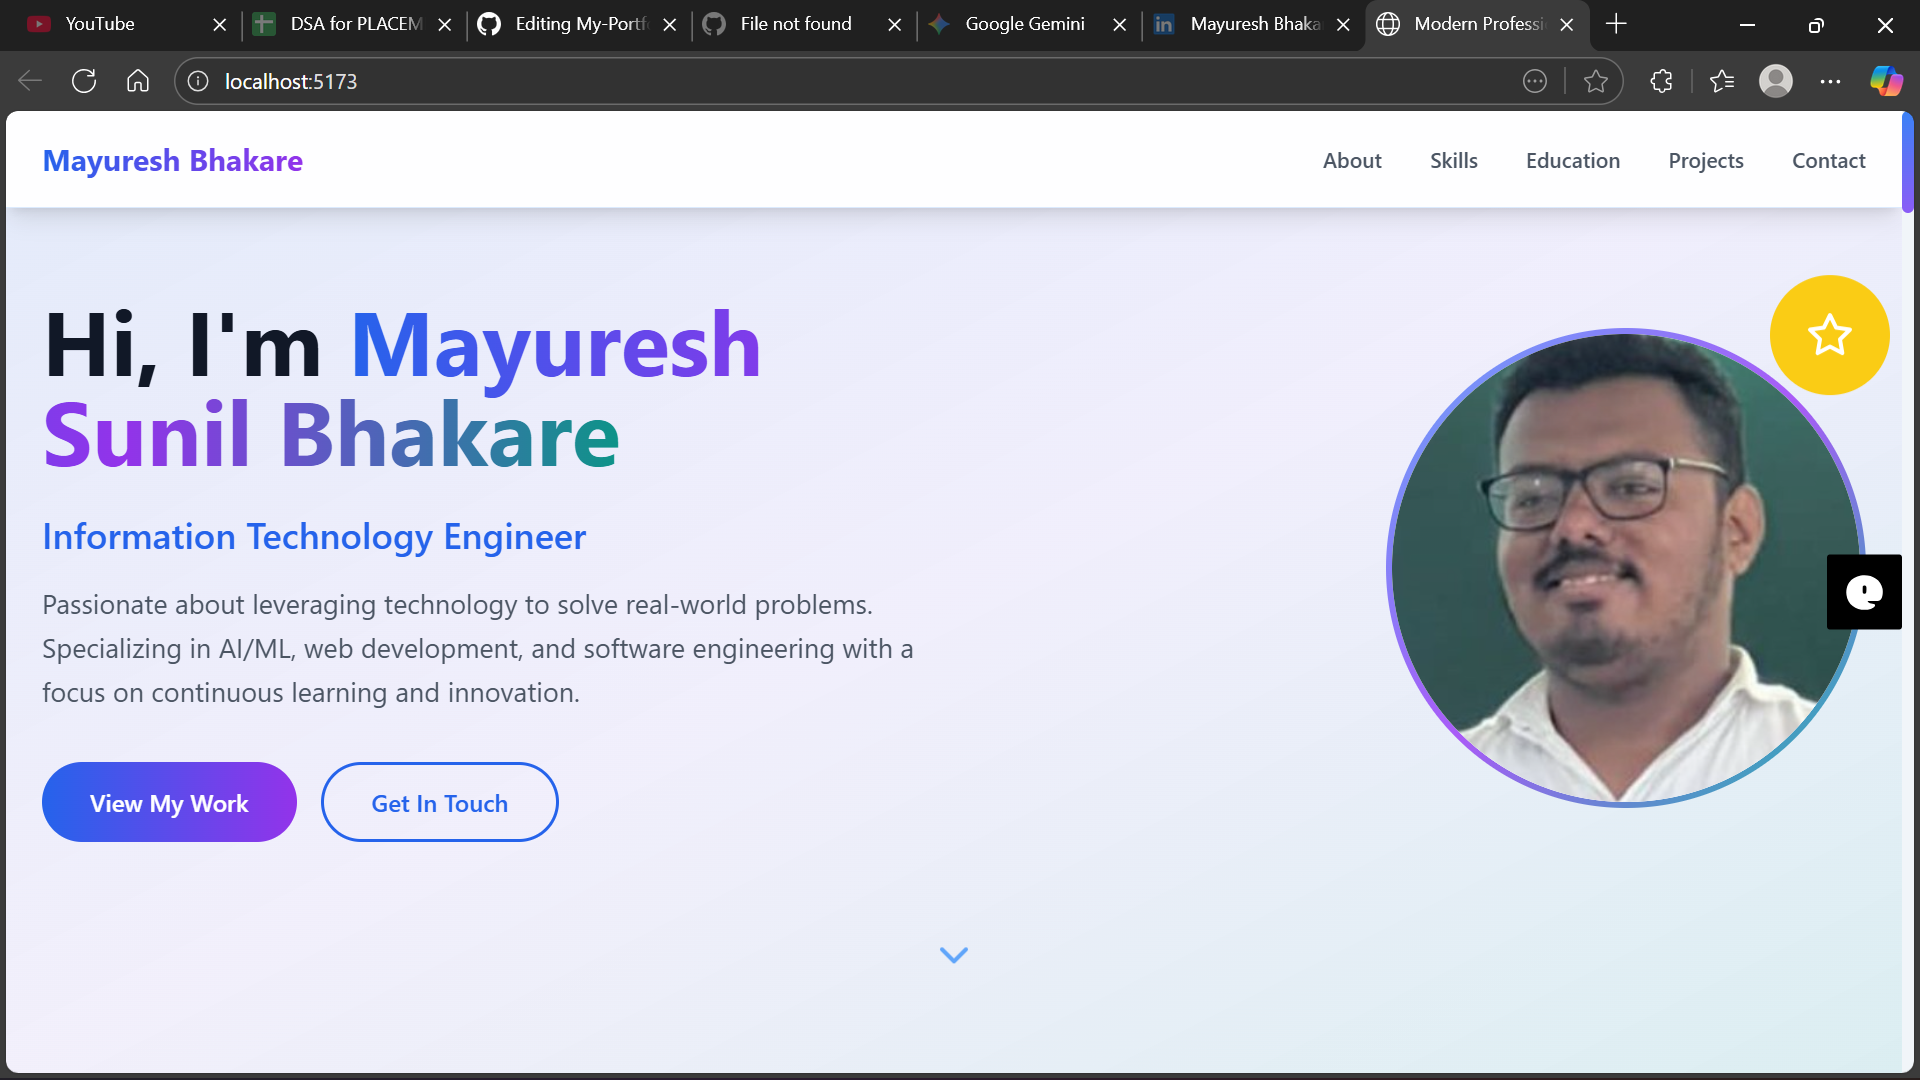 YouTube
DSA for PLACEM
Editing My-Portf
File not found
Google Gemini
Mayuresh Bhaka
Modern Professi
localhost:5173
Mayuresh Bhakare
About
Skills
Education
Projects
Contact
Hi, I'm Mayuresh
Sunil Bhakare
Information Technology Engineer
Passionate about leveraging technology to solve real-world problems.
Specializing in AI/ML, web development, and software engineering with a
focus on continuous learning and innovation.
View My Work
Get In Touch